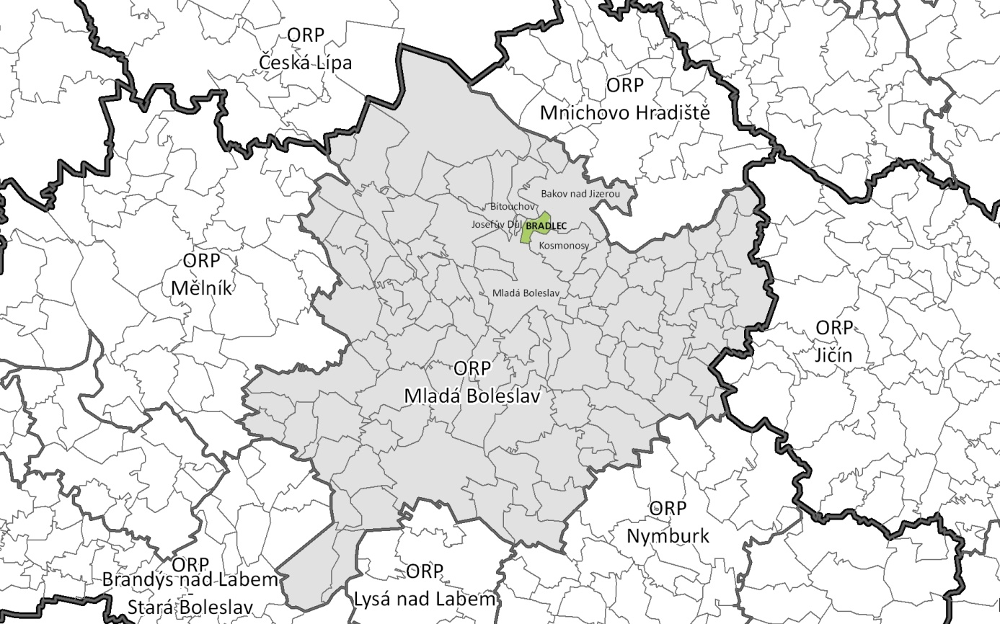 ORP
Česká Lípa
ORP
Mnichovo Hradiště
Bakov nad Jizerou
Bítouchov
Josefův Důl
BRADLEC
Kosmonosy
ORP
Mělník
Mladá Boleslav
ORP
Jičín
ORP
Mladá Boleslav
ORP
Nymburk
ORP
Brandýs nad Labem
-
Stará Boleslav
ORP
Lysá nad Labem